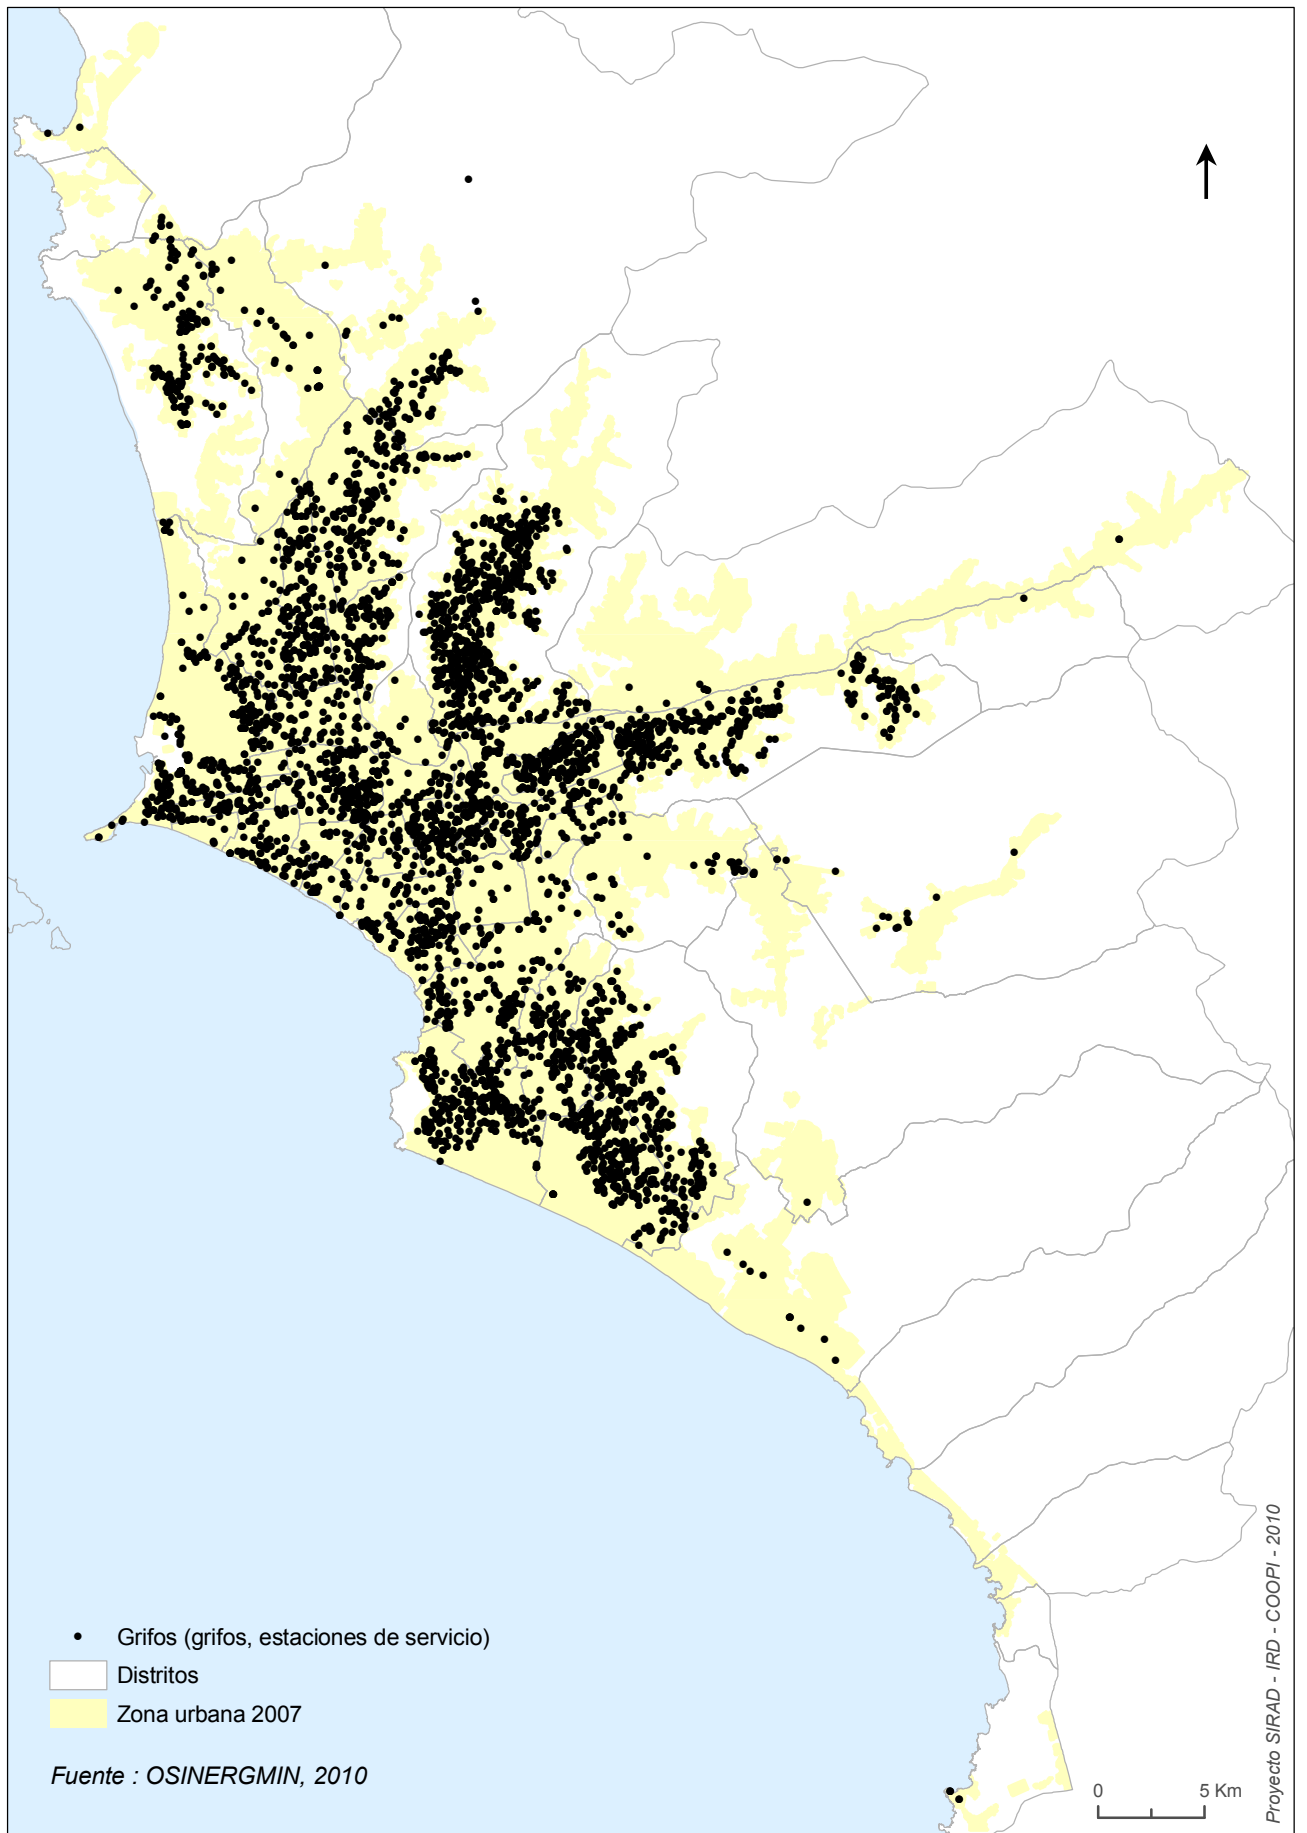 Grifos (grifos, estaciones de servicio)
Distritos
Zona urbana 2007
Fuente : OSINERGMIN, 2010
0 5 Km
Proyecto SIRAD - IRD - COOPI - 2010